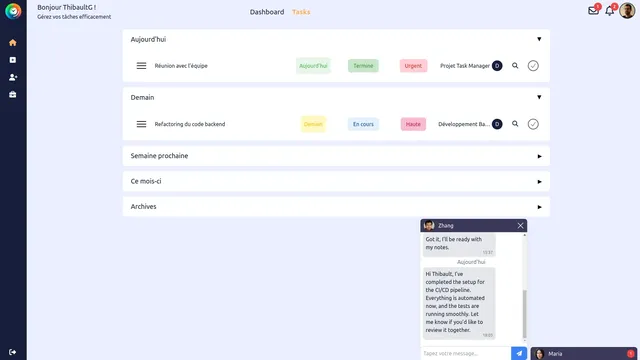 Bonjour ThibaultG !
Gérez vos tâches efficacement
Dashboard Tasks
1
2
Aujourd'hui
Réunion avec l'équipe Aujourd'hui Terminé Urgent Projet Task Manager D
Demain
Refactoring du code backend Demain En cours Haute Développement Ba... D
Semaine prochaine
Ce mois-ci
Archives
Zhang
Got it, I'll be ready with
my notes.
Aujourd'hui
Hi Thibault, I've
completed the setup for
the CI/CD pipeline.
Everything is automated
now, and the tests are
running smoothly. Let
me know if you'd like to
review it together.
Tapez votre message...
Maria